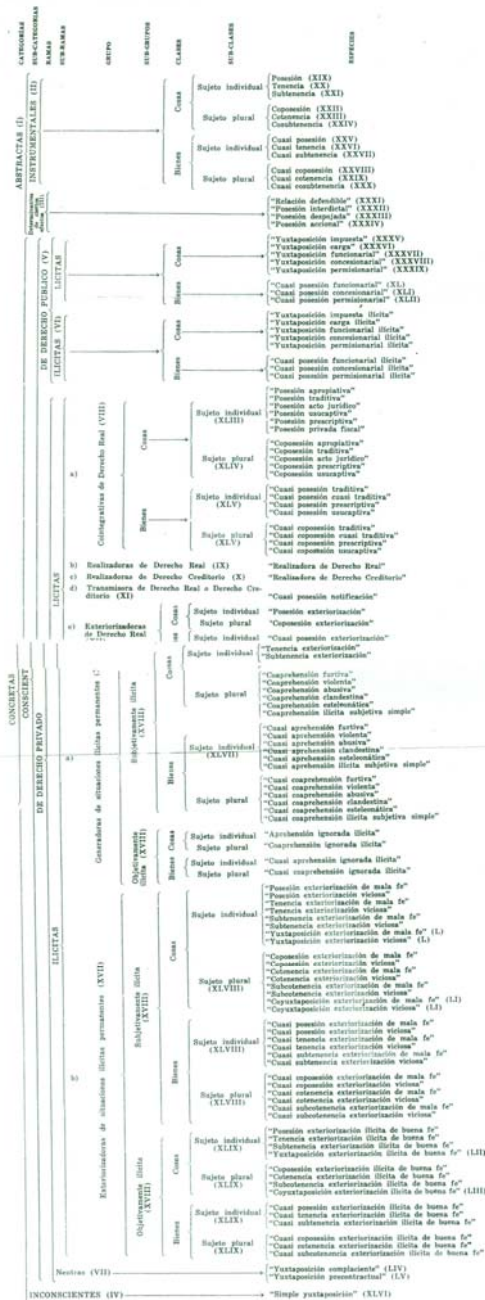 CATEGORIAS
SUB-CATEGORIAS
RAMAS
SUB-RAMAS
GRUPO
SUB-GRUPOS
CLASES
SUB-CLASES
ESPECIES
ABSTRACTAS (I)
INSTRUMENTALES (II)
Cosas
Sujeto individual
Posesión (XIX)
Tenencia (XX)
Subtenencia (XXI)
Sujeto plural
Coposesión (XXII)
Cotenencia (XXIII)
Cosubtenencia (XXIV)
Bienes
Sujeto individual
Cuasi posesión (XXV)
Cuasi tenencia (XXVI)
Cuasi subtenencia (XXVII)
Sujeto plural
Cuasi coposesión (XXVIII)
Cuasi cotenencia (XXIX)
Cuasi cosubtenencia (XXX)
"Relación defendible" (XXXI)
"Posesión interdictal" (XXXII)
"Posesión despojada" (XXXIII)
"Posesión accional" (XXXIV)
CONCRETAS
CONSCIENT
DE DERECHO PUBLICO (V)
LICITAS
Cosas
"Yuxtaposición impuesta" (XXXV)
"Yuxtaposición carga" (XXXVI)
"Yuxtaposición funcionarial" (XXXVII)
"Yuxtaposición concesionarial" (XXXVIII)
"Yuxtaposición permisionarial" (XXXIX)
Bienes
"Cuasi posesión funcionarial" (XL)
"Cuasi posesión concesionarial" (XLI)
"Cuasi posesión permisionarial" (XLII)
ILICITAS (VI)
Cosas
"Yuxtaposición impuesta ilícita"
"Yuxtaposición carga ilícita"
"Yuxtaposición funcionarial ilícita"
"Yuxtaposición concesionarial ilícita"
"Yuxtaposición permisionarial ilícita"
Bienes
"Cuasi posesión funcionarial ilícita"
"Cuasi posesión concesionarial ilícita"
"Cuasi posesión permisionarial ilícita"
DE DERECHO PRIVADO
LICITAS
a)
Cointegrativas de Derecho Real (VIII)
Cosas
Sujeto individual
(XLIII)
"Posesión apropiativa"
"Posesión traditiva"
"Posesión acto jurídico"
"Posesión usucaptiva"
"Posesión prescriptiva"
"Posesión privada fiscal"
Sujeto plural
(XLIV)
"Coposesión apropiativa"
"Coposesión traditiva"
"Coposesión acto jurídico"
"Coposesión prescriptiva"
"Coposesión usucaptiva"
Bienes
Sujeto individual
(XLV)
"Cuasi posesión traditiva"
"Cuasi posesión cuasi traditiva"
"Cuasi posesión prescriptiva"
"Cuasi posesión usucaptiva"
Sujeto plural
(XLV)
"Cuasi coposesión traditiva"
"Cuasi coposesión cuasi traditiva"
"Cuasi coposesión prescriptiva"
"Cuasi coposesión usucaptiva"
b) Realizadoras de Derecho Real (IX)
"Realizadora de Derecho Real"
c) Realizadoras de Derecho Creditorio (X)
"Realizadora de Derecho Creditorio"
d) Transmisora de Derecho Real o Derecho Cre-
ditorio (XI)
"Cuasi posesión notificación"
e) Exteriorizadoras
de Derecho Real
Cosas
Sujeto individual
"Posesión exteriorización"
Sujeto plural
"Coposesión exteriorización"
Sujeto individual
"Cuasi posesión exteriorización"
ILICITAS
a)
Generadoras de situaciones ilícitas permanentes
Subjetivamente ilícita
(XVIII)
Cosas
Sujeto individual
"Tenencia exteriorización"
"Subtenencia exteriorización"
Sujeto plural
"Coaprehensión furtiva"
"Coaprehensión violenta"
"Coaprehensión abusiva"
"Coaprehensión clandestina"
"Coaprehensión esteleonática"
"Coaprehensión ilícita subjetiva simple"
Bienes
Sujeto individual
(XLVII)
"Cuasi aprehensión furtiva"
"Cuasi aprehensión violenta"
"Cuasi aprehensión abusiva"
"Cuasi aprehensión clandestina"
"Cuasi aprehensión esteleonática"
"Cuasi aprehensión ilícita subjetiva simple"
Sujeto plural
"Cuasi coaprehensión furtiva"
"Cuasi coaprehensión violenta"
"Cuasi coaprehensión abusiva"
"Cuasi coaprehensión clandestina"
"Cuasi coaprehensión esteleomática"
"Cuasi coaprehensión ilícita subjetiva simple"
Objetivamente
ilícita (XVIII)
Cosas
Sujeto individual
"Aprehensión ignorada ilícita"
Sujeto plural
"Coaprehensión ignorada ilícita"
Bienes
Sujeto individual
"Cuasi aprehensión ignorada ilícita"
Sujeto plural
"Cuasi coaprehensión ignorada ilícita"
b)
Exteriorizadoras de situaciones ilícitas permanentes (XVII)
Subjetivamente ilícita
(XVIII)
Cosas
Sujeto individual
"Posesión exteriorización de mala fe"
"Posesión exteriorización viciosa"
"Tenencia exteriorización de mala fe"
"Tenencia exteriorización viciosa"
"Subtenencia exteriorización de mala fe"
"Subtenencia exteriorización viciosa"
"Yuxtaposición exteriorización de mala fe" (L)
"Yuxtaposición exteriorización viciosa" (L)
Sujeto plural
(XLVIII)
"Coposesión exteriorización de mala fe"
"Coposesión exteriorización viciosa"
"Cotenencia exteriorización de mala fe"
"Cotenencia exteriorización viciosa"
"Subcotenencia exteriorización de mala fe"
"Subcotenencia exteriorización viciosa"
"Coyuxtaposición exteriorización de mala fe" (LI)
"Coyuxtaposición exteriorización viciosa" (LI)
Bienes
Sujeto individual
(XLVIII)
"Cuasi posesión exteriorización de mala fe"
"Cuasi posesión exteriorización viciosa"
"Cuasi tenencia exteriorización de mala fe"
"Cuasi tenencia exteriorización viciosa"
"Cuasi subtenencia exteriorización de mala fe"
"Cuasi subtenencia exteriorización viciosa"
Sujeto plural
(XLVIII)
"Cuasi coposesión exteriorización de mala fe"
"Cuasi coposesión exteriorización viciosa"
"Cuasi cotenencia exteriorización de mala fe"
"Cuasi cotenencia exteriorización viciosa"
"Cuasi subcotenencia exteriorización de mala fe"
"Cuasi subcotenencia exteriorización viciosa"
Objetivamente ilícita
(XVIII)
Cosas
Sujeto individual
(XLIX)
"Posesión exteriorización ilícita de buena fe"
"Tenencia exteriorización ilícita de buena fe"
"Subtenencia exteriorización ilícita de buena fe"
"Yuxtaposición exteriorización ilícita de buena fe" (LII)
Sujeto plural
(XLIX)
"Coposesión exteriorización ilícita de buena fe"
"Cotenencia exteriorización ilícita de buena fe"
"Subcotenencia exteriorización ilícita de buena fe"
"Coyuxtaposición exteriorización ilícita de buena fe" (LIII)
Bienes
Sujeto individual
(XLIX)
"Cuasi posesión exteriorización ilícita de buena fe"
"Cuasi tenencia exteriorización ilícita de buena fe"
"Cuasi subtenencia exteriorización ilícita de buena fe"
Sujeto plural
(XLIX)
"Cuasi coposesión exteriorización ilícita de buena fe"
"Cuasi cotenencia exteriorización ilícita de buena fe"
"Cuasi subcotenencia exteriorización ilícita de buena fe"
Neutras (VII)
"Yuxtaposición complaciente" (LIV)
"Yuxtaposición precontractual" (LV)
INCONSCIENTES (IV)
"Simple yuxtaposición" (XLVI)